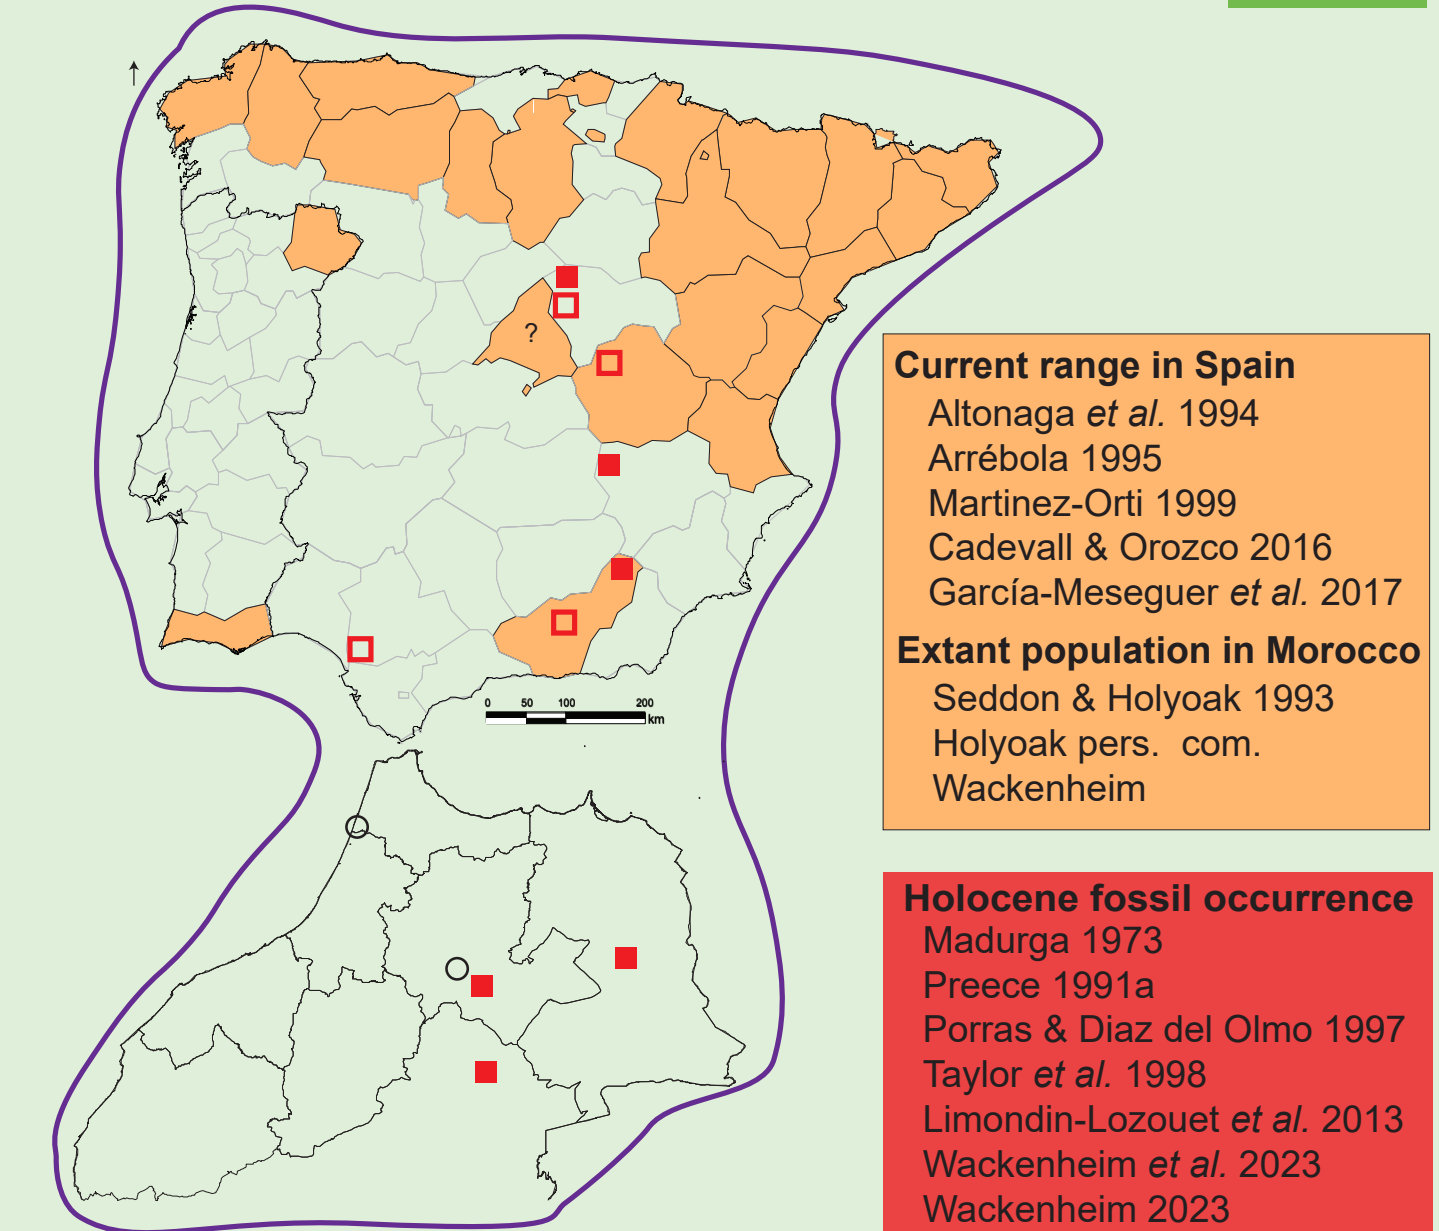 ?
0 50 100 200
km
Current range in Spain
Altonaga et al. 1994
Arrébola 1995
Martinez-Orti 1999
Cadevall & Orozco 2016
García-Meseguer et al. 2017
Extant population in Morocco
Seddon & Holyoak 1993
Holyoak pers. com.
Wackenheim
Holocene fossil occurrence
Madurga 1973
Preece 1991a
Porras & Diaz del Olmo 1997
Taylor et al. 1998
Limondin-Lozouet et al. 2013
Wackenheim et al. 2023
Wackenheim 2023